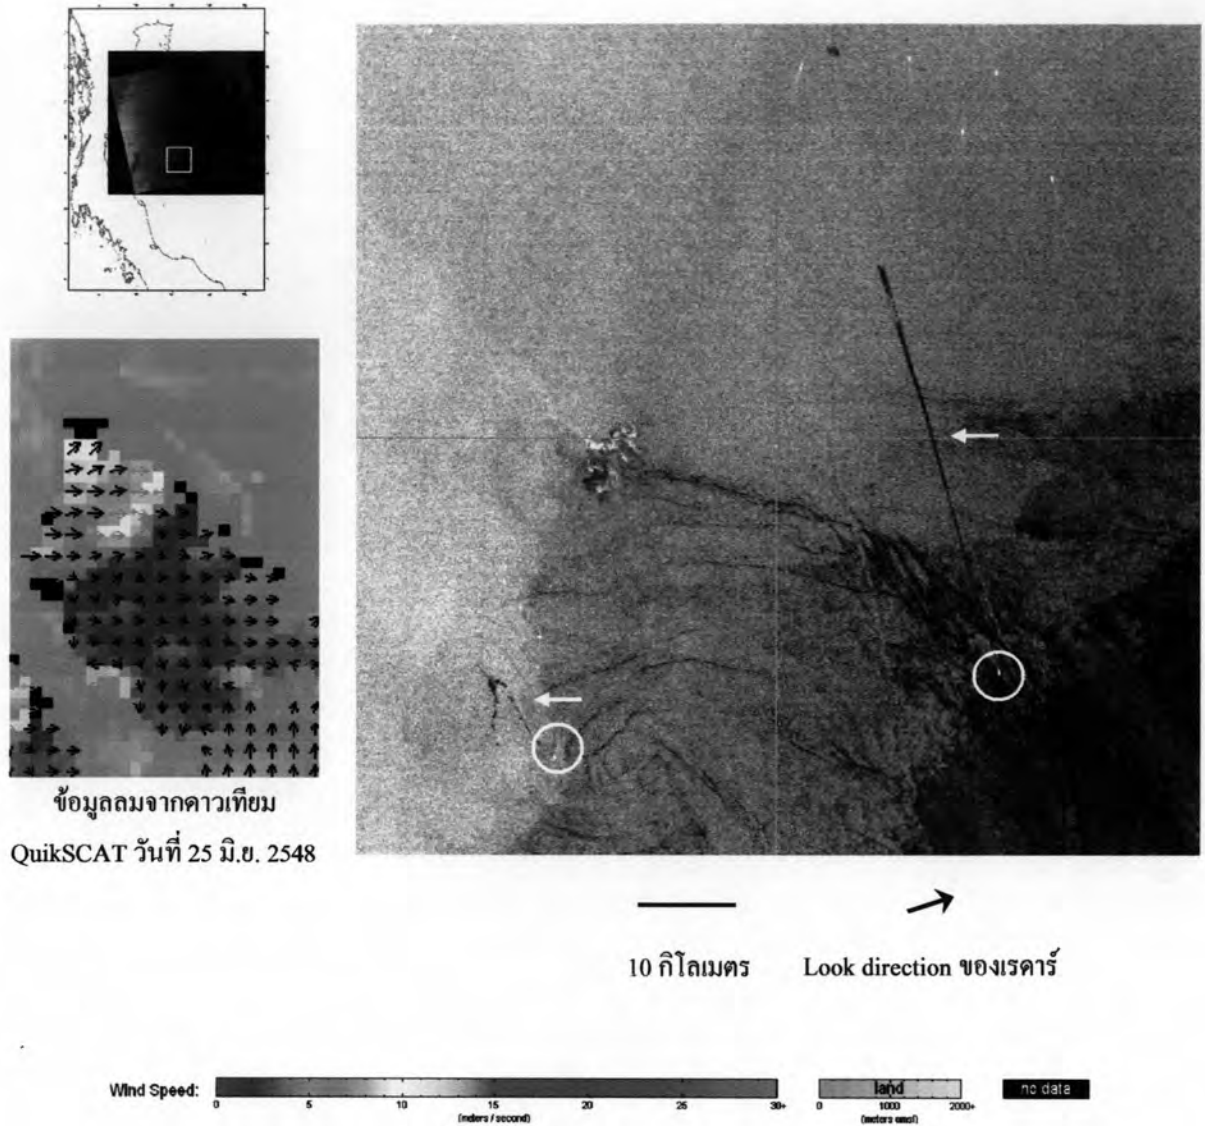 ข้อมูลลมจากดาวเทียม
QuikSCAT วันที่ 25 มิ.ย. 2548
10 กิโลเมตร
Look direction ของเรดาร์
Wind Speed:
0 5 10 15 20 25 30+
(meters / second)
land
0 1000 2000+
(meters amsl)
no data